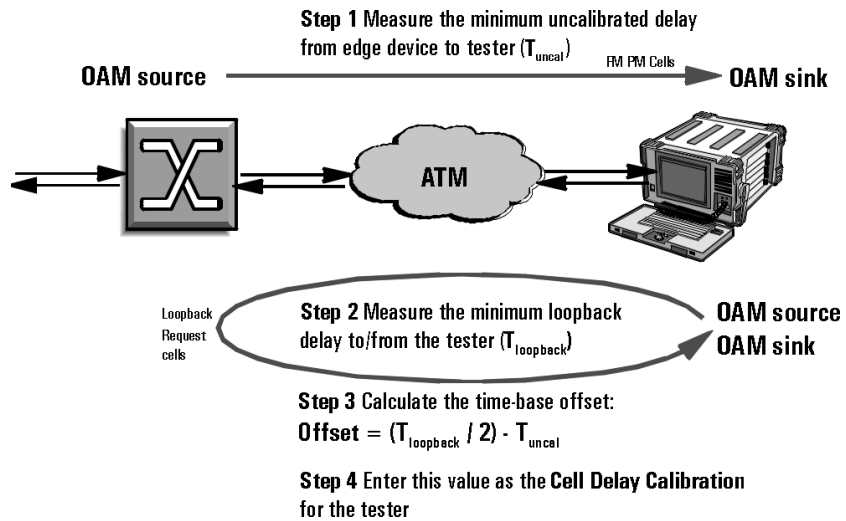 Step 1 Measure the minimum uncalibrated delay
from edge device to tester (Tuncal)
FM PM Cells
OAM source
OAM sink
ATM
Loopback
Request
cells
Step 2 Measure the minimum loopback
delay to/from the tester (Tloopback)
OAM source
OAM sink
Step 3 Calculate the time-base offset:
Offset = (Tloopback / 2) - Tuncal
Step 4 Enter this value as the Cell Delay Calibration
for the tester